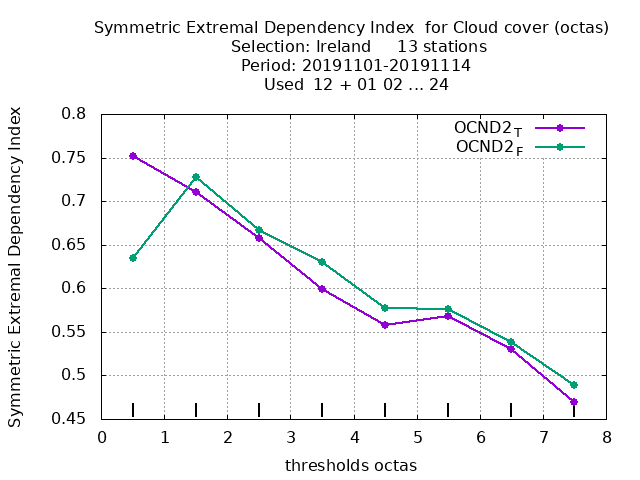 Symmetric Extremal Dependency Index for Cloud cover (octas)
Selection: Ireland 13 stations
Period: 20191101-20191114
Used 12 + 01 02 ... 24
Symmetric Extremal Dependency Index
0.8
0.75
0.7
0.65
0.6
0.55
0.5
0.45
OCND2T
OCND2F
0 1 2 3 4 5 6 7 8
thresholds octas